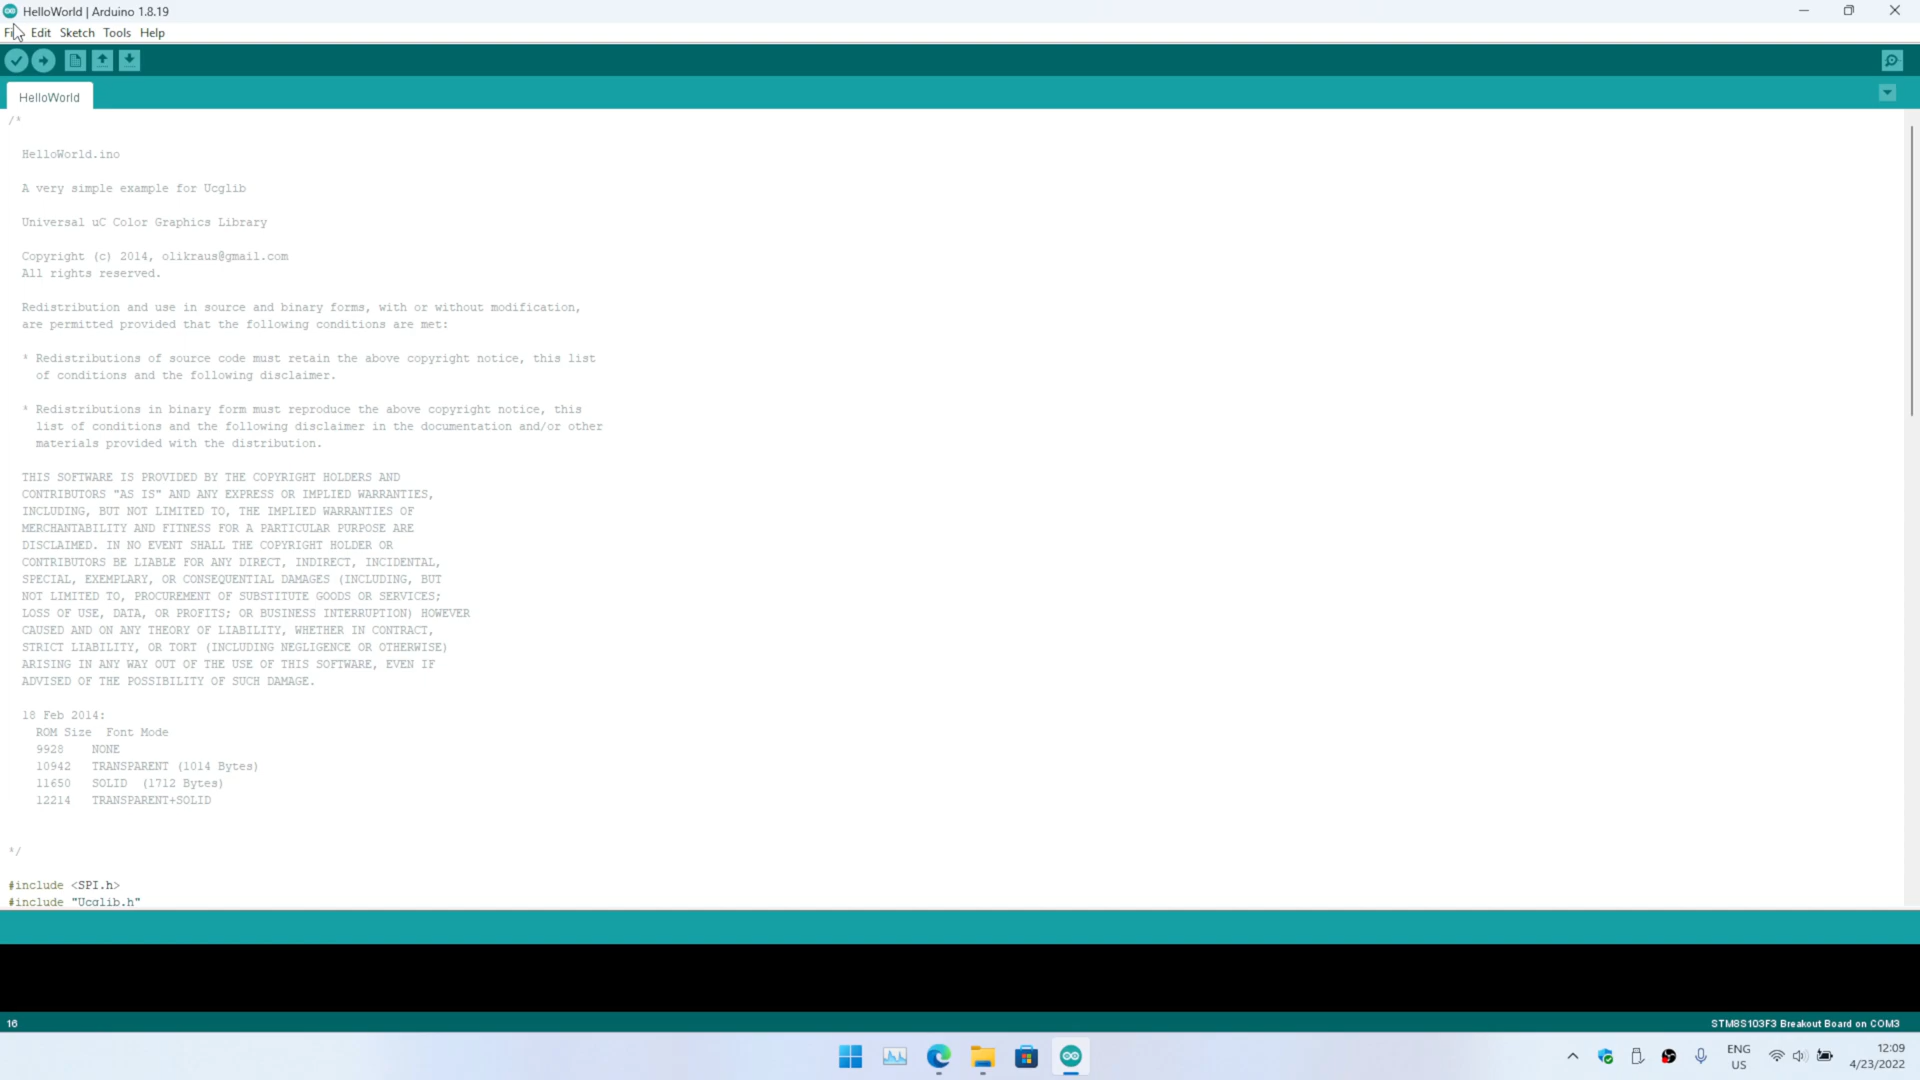 HelloWorld | Arduino 1.8.19
Edit Sketch Tools Help
HelloWorld
/*
HelloWorld.ino
A very simple example for Ucglib
Universal uC Color Graphics Library
Copyright (c) 2014, olikraus@gmail.com
All rights reserved.
Redistribution and use in source and binary forms, with or without modification,
are permitted provided that the following conditions are met:
* Redistributions of source code must retain the above copyright notice, this list
of conditions and the following disclaimer.
* Redistributions in binary form must reproduce the above copyright notice, this
list of conditions and the following disclaimer in the documentation and/or other
materials provided with the distribution.
THIS SOFTWARE IS PROVIDED BY THE COPYRIGHT HOLDERS AND
CONTRIBUTORS "AS IS" AND ANY EXPRESS OR IMPLIED WARRANTIES,
INCLUDING, BUT NOT LIMITED TO, THE IMPLIED WARRANTIES OF
MERCHANTABILITY AND FITNESS FOR A PARTICULAR PURPOSE ARE
DISCLAIMED. IN NO EVENT SHALL THE COPYRIGHT HOLDER OR
CONTRIBUTORS BE LIABLE FOR ANY DIRECT, INDIRECT, INCIDENTAL,
SPECIAL, EXEMPLARY, OR CONSEQUENTIAL DAMAGES (INCLUDING, BUT
NOT LIMITED TO, PROCUREMENT OF SUBSTITUTE GOODS OR SERVICES;
LOSS OF USE, DATA, OR PROFITS; OR BUSINESS INTERRUPTION) HOWEVER
CAUSED AND ON ANY THEORY OF LIABILITY, WHETHER IN CONTRACT,
STRICT LIABILITY, OR TORT (INCLUDING NEGLIGENCE OR OTHERWISE)
ARISING IN ANY WAY OUT OF THE USE OF THIS SOFTWARE, EVEN IF
ADVISED OF THE POSSIBILITY OF SUCH DAMAGE.
18 Feb 2014:
ROM Size Font Mode
9928 NONE
10942 TRANSPARENT (1014 Bytes)
11650 SOLID (1712 Bytes)
12214 TRANSPARENT+SOLID
*/
#include <SPI.h>
#include "Ucglib.h"
16
STM8S103F3 Breakout Board on COM3
ENG
US
12:09
4/23/2022